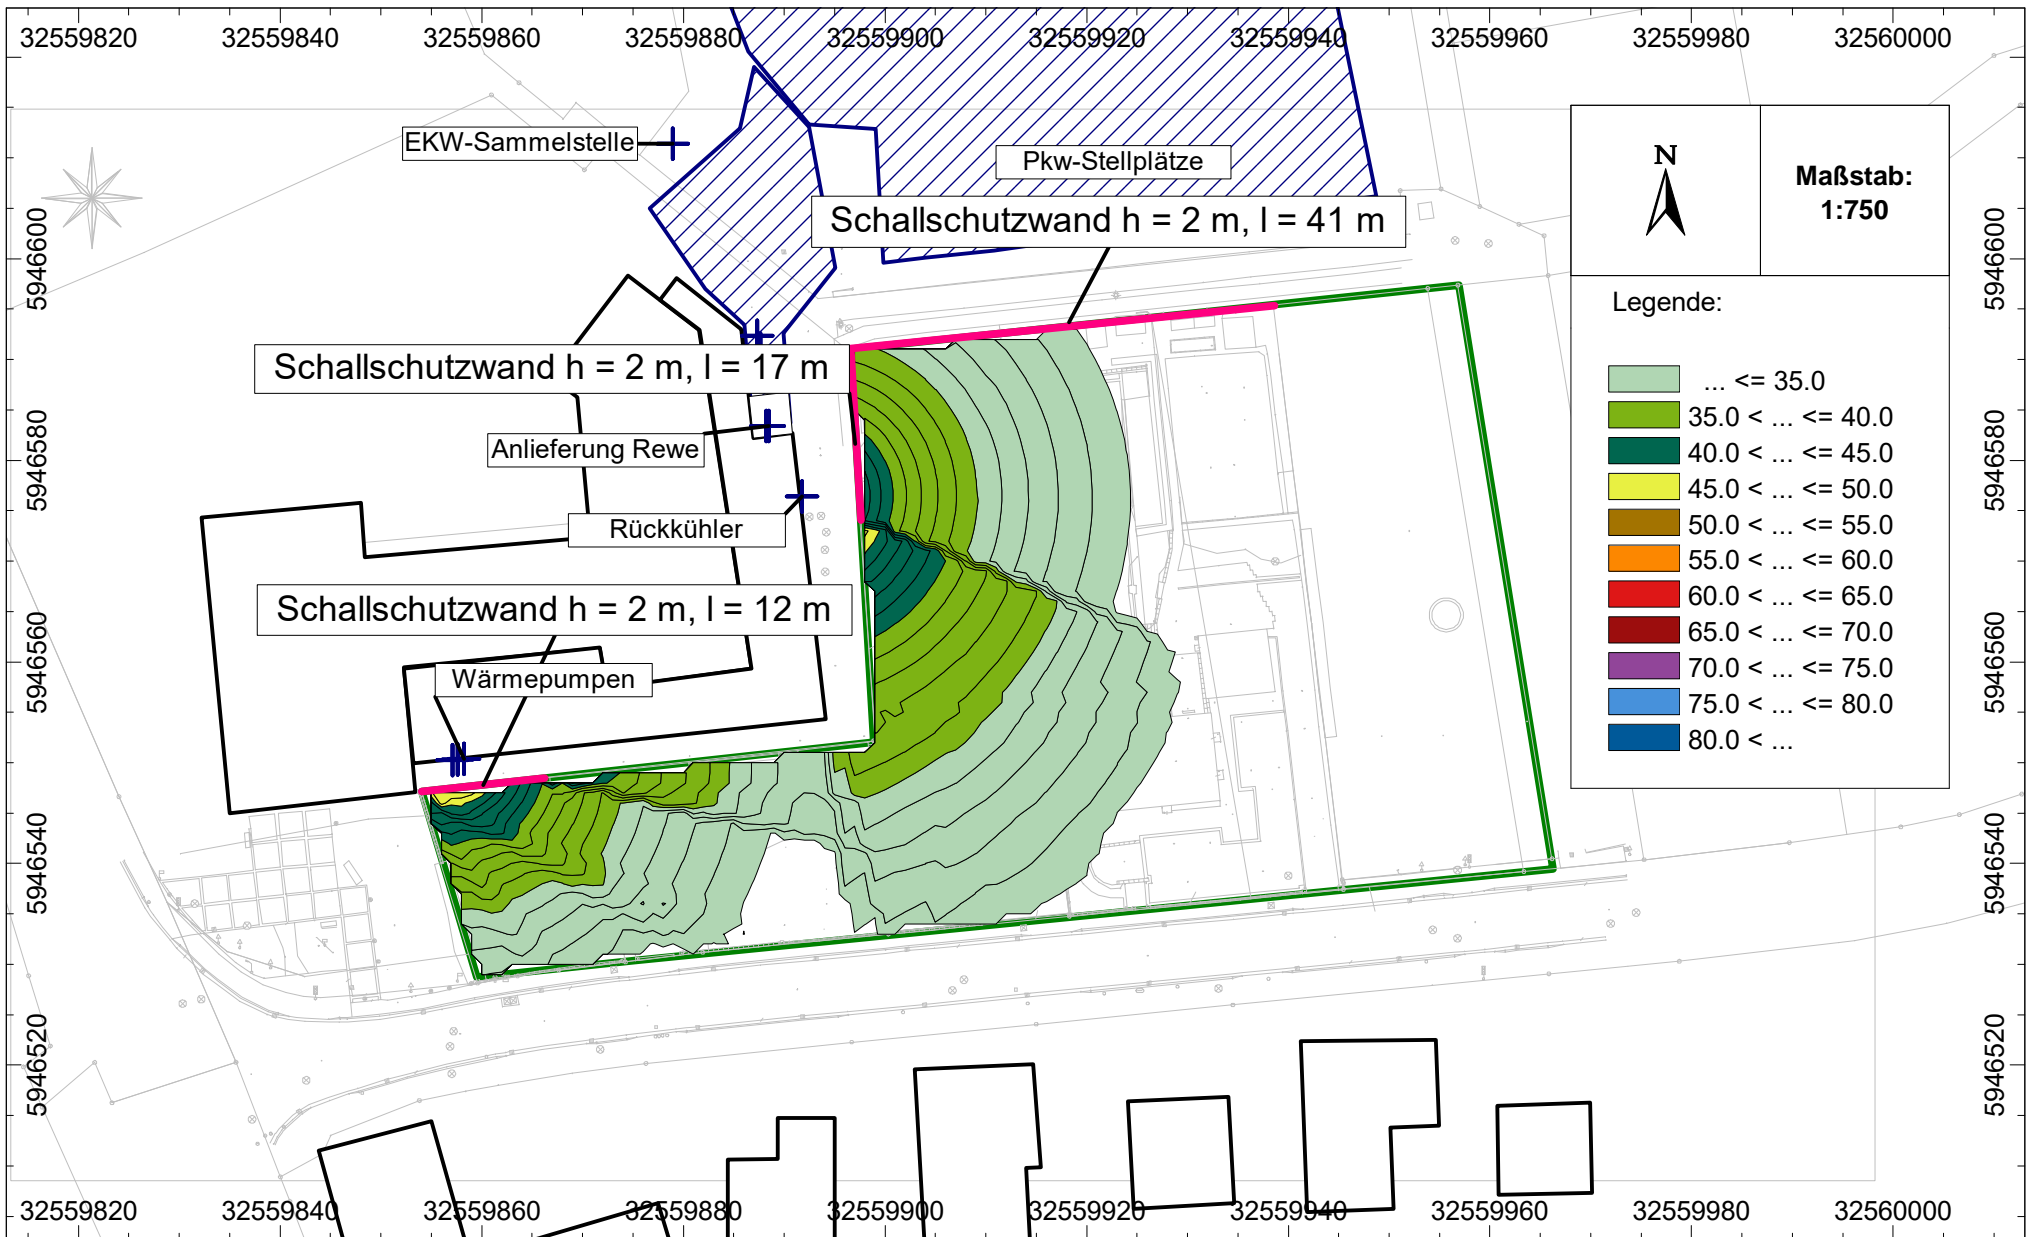 32559820 32559840 32559860 32559880 32559900 32559920 32559940 32559960 32559980 32560000
EKW-Sammelstelle
Pkw-Stellplätze
N
Maßstab:
1:750
Schallschutzwand h = 2 m, l = 41 m
5946600
5946600
Legende:
Schallschutzwand h = 2 m, l = 17 m
... <= 35.0
35.0 < ... <= 40.0
40.0 < ... <= 45.0
45.0 < ... <= 50.0
50.0 < ... <= 55.0
55.0 < ... <= 60.0
60.0 < ... <= 65.0
65.0 < ... <= 70.0
70.0 < ... <= 75.0
75.0 < ... <= 80.0
80.0 < ...
Anlieferung Rewe
5946580
5946580
Rückkühler
Schallschutzwand h = 2 m, l = 12 m
Wärmepumpen
5946560
5946560
5946540
5946540
5946520
5946520
32559820 32559840 32559860 32559880 32559900 32559920 32559940 32559960 32559980 32560000